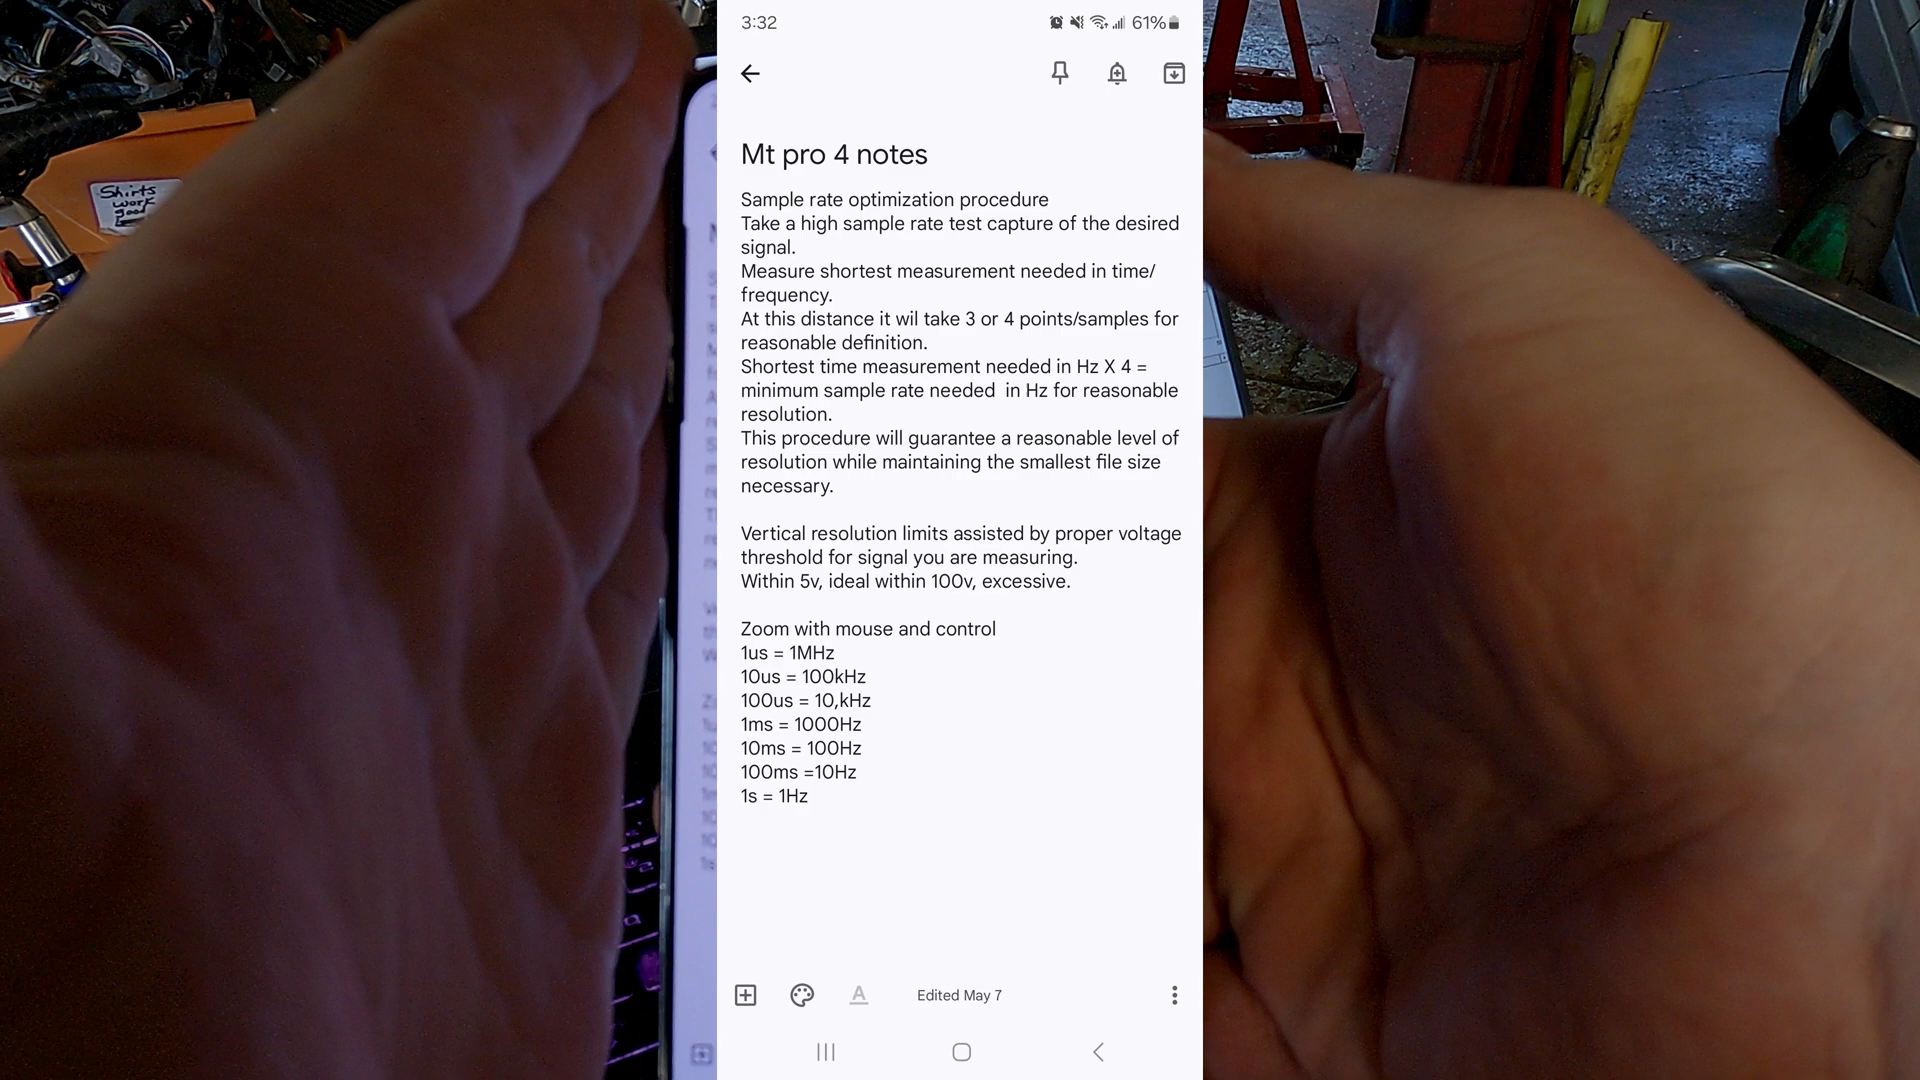 3:32
61%
Mt pro 4 notes
Sample rate optimization procedure
Take a high sample rate test capture of the desired
signal.
Measure shortest measurement needed in time/
frequency.
At this distance it wil take 3 or 4 points/samples for
reasonable definition.
Shortest time measurement needed in Hz X 4 =
minimum sample rate needed  in Hz for reasonable
resolution.
This procedure will guarantee a reasonable level of
resolution while maintaining the smallest file size
necessary.
Vertical resolution limits assisted by proper voltage
threshold for signal you are measuring.
Within 5v, ideal within 100v, excessive.
Zoom with mouse and control
1us = 1MHz
10us = 100kHz
100us = 10,kHz
1ms = 1000Hz
10ms = 100Hz
100ms =10Hz
1s = 1Hz
A
Edited May 7
Shirts
work
good